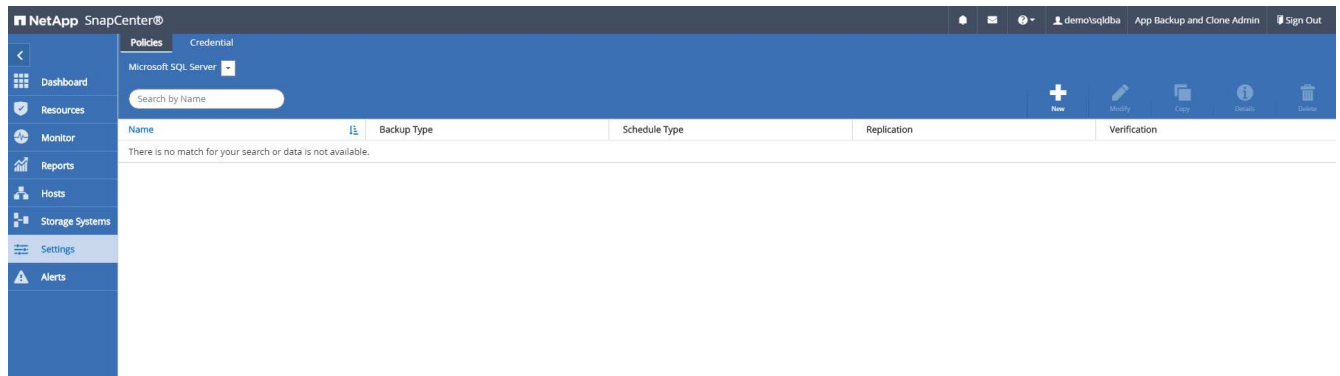 NetApp SnapCenter®
demo\sqldba App Backup and Clone Admin Sign Out
Policies Credential
Microsoft SQL Server
Dashboard
Search by Name
New Modify Copy Details Delete
Resources
Name Backup Type Schedule Type Replication Verification
Monitor
There is no match for your search or data is not available.
Reports
Hosts
Storage Systems
Settings
Alerts